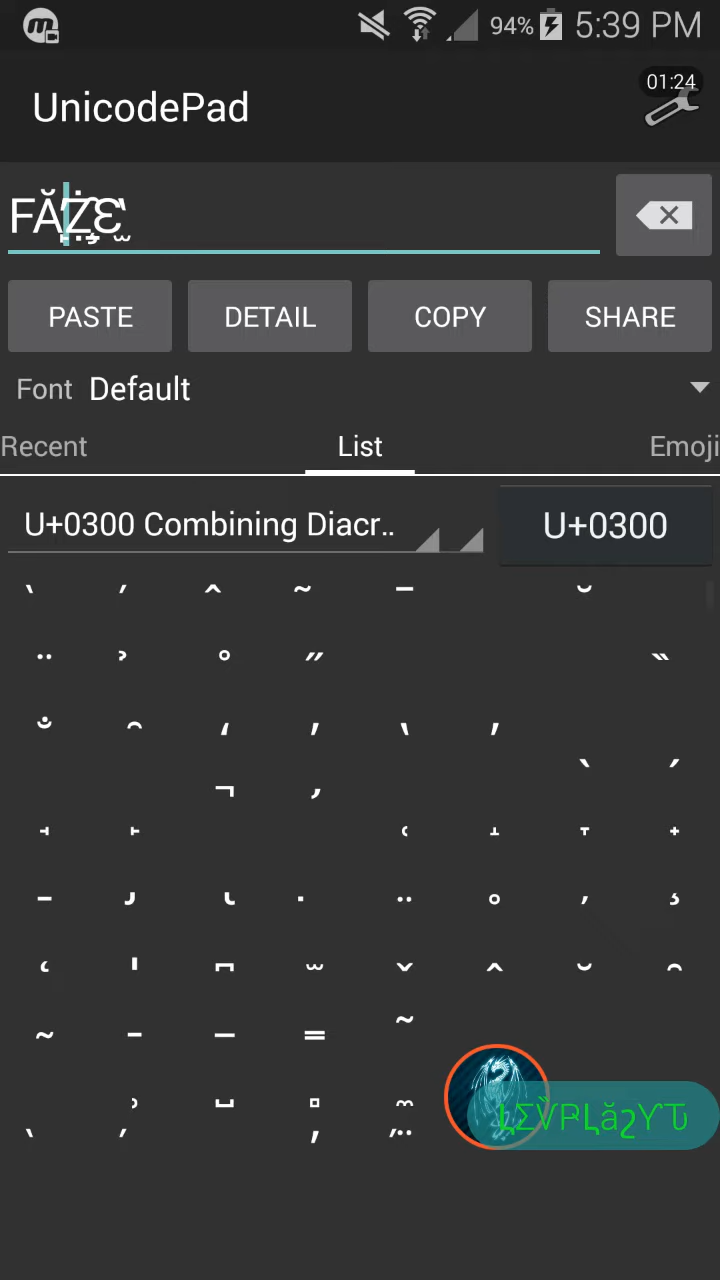 94% 5:39 PM
UnicodePad
01:24
PASTE DETAIL COPY SHARE
Font Default
Recent List Emoji
U+0300 Combining Diacr.. U+0300